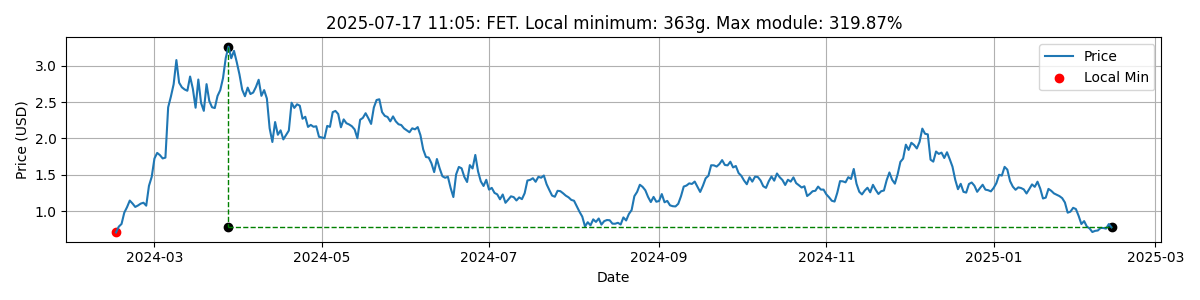 2025-07-17 11:05: FET. Local minimum: 363g. Max module: 319.87%
Price (USD)
3.0
2.5
2.0
1.5
1.0
Price
Local Min
2024-03
2024-05
2024-07
2024-09
2024-11
2025-01
2025-03
Date